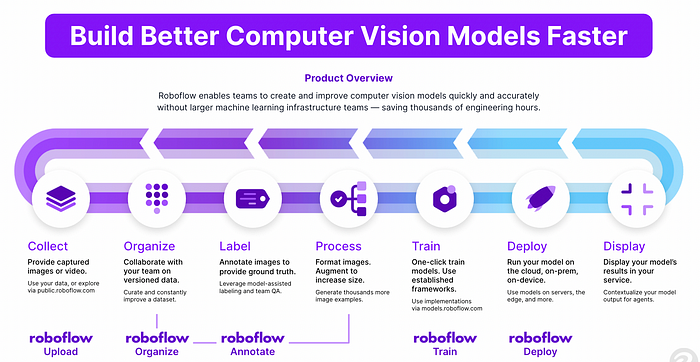 Build Better Computer Vision Models Faster
Product Overview
Roboflow enables teams to create and improve computer vision models quickly and accurately
without larger machine learning infrastructure teams — saving thousands of engineering hours.
Collect
Provide captured
images or video.
Use your data, or explore
via public.roboflow.com
Organize
Collaborate with
your team on
versioned data.
Curate and constantly
improve a dataset.
Label
Annotate images to
provide ground truth.
Leverage model-assisted
labeling and team QA.
Process
Format images.
Augment to
increase size.
Generate thousands more
image examples.
Train
One-click train
models. Use
established
frameworks.
Use implementations
via models.roboflow.com
Deploy
Run your model on
the cloud, on-prem,
on-device.
Use models on servers, the
edge, and more.
Display
Display your model's
results in your
service.
Contextualize your model
output for agents.
roboflow
Upload
roboflow
Organize
roboflow
Annotate
roboflow
Train
roboflow
Deploy